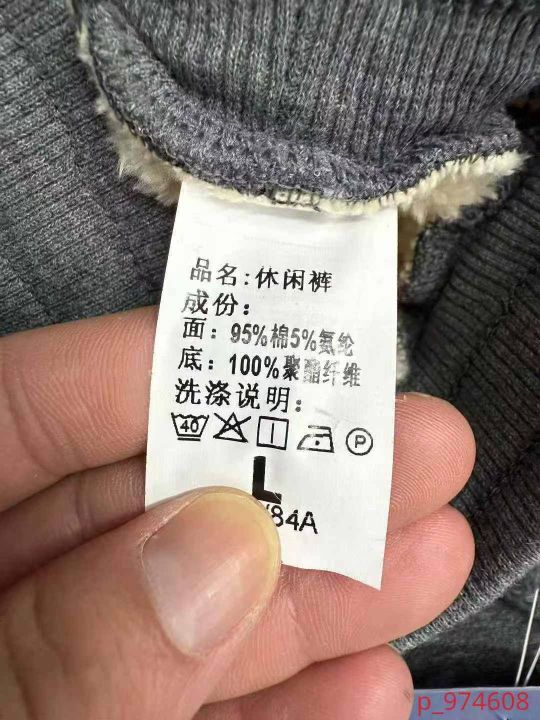 品名:休闲裤
成份:
面: 95%棉5%氨纶
底: 100%聚酯纤维
洗涤说明:
40 P
L
/84A
p_974608